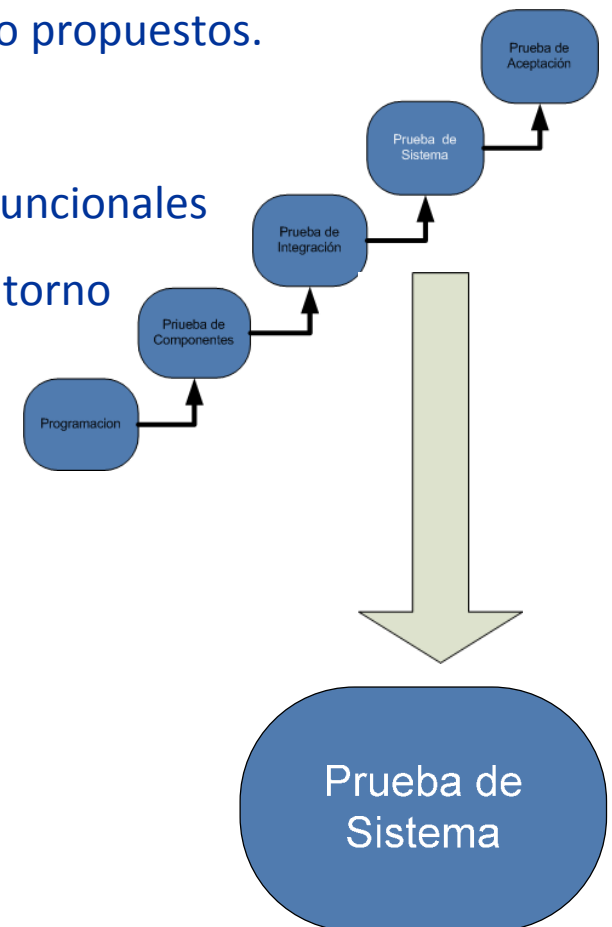 o propuestos.
Prueba de
Aceptación
Prueba de
Sistema
uncionales
Prueba de
Integración
torno
Priueba de
Componentes
Programacion
Prueba de
Sistema